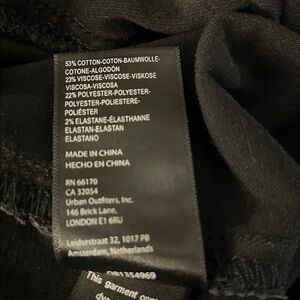 53% COTTON-COTON-BAUMWOLLE-
COTONE-ALGODÓN
23% VISCOSE-VISCOSE-VISKOSE
VISCOSA-VISCOSA
22% POLYESTER-POLYESTER-
POLYESTER-POLIESTERE-
POLIÉSTER
2% ELASTANE-ÉLASTHANNE
ELASTAN-ELASTAN
ELASTANO
MADE IN CHINA
HECHO EN CHINA
RN 66170
CA 32054
Urban Outfitters, Inc.
146 Brick Lane,
LONDON E1 6RU
Leidsestraat 32, 1017 PB
Amsterdam, Netherlands
This garment